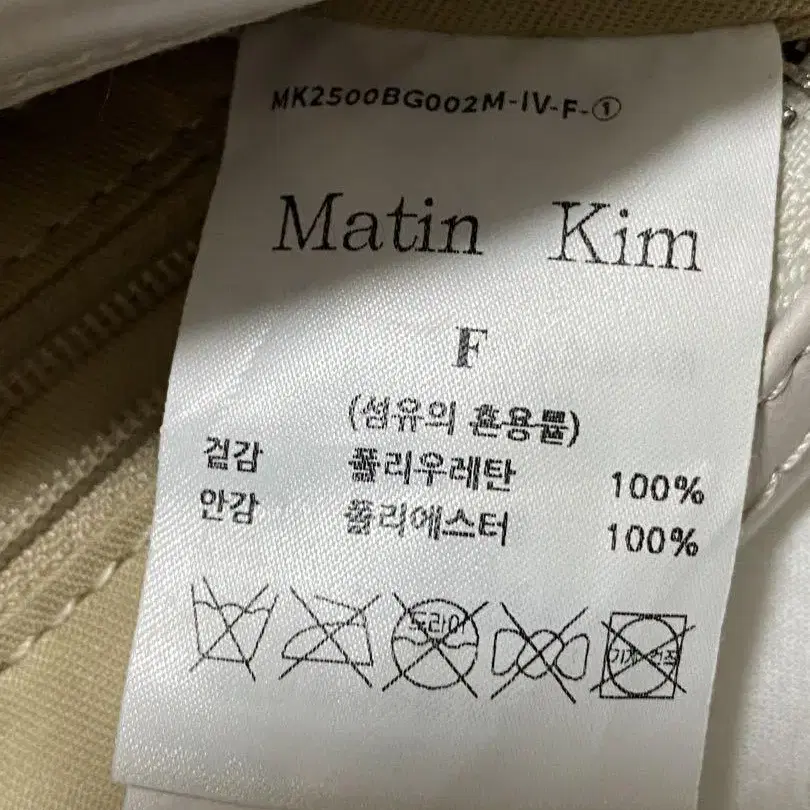 MK2500BG002M-IV-F-①
Matin Kim
F
(섬유의 혼용률)
겉감 폴리우레탄 100%
안감 폴리에스터 100%
드라이
기계건조